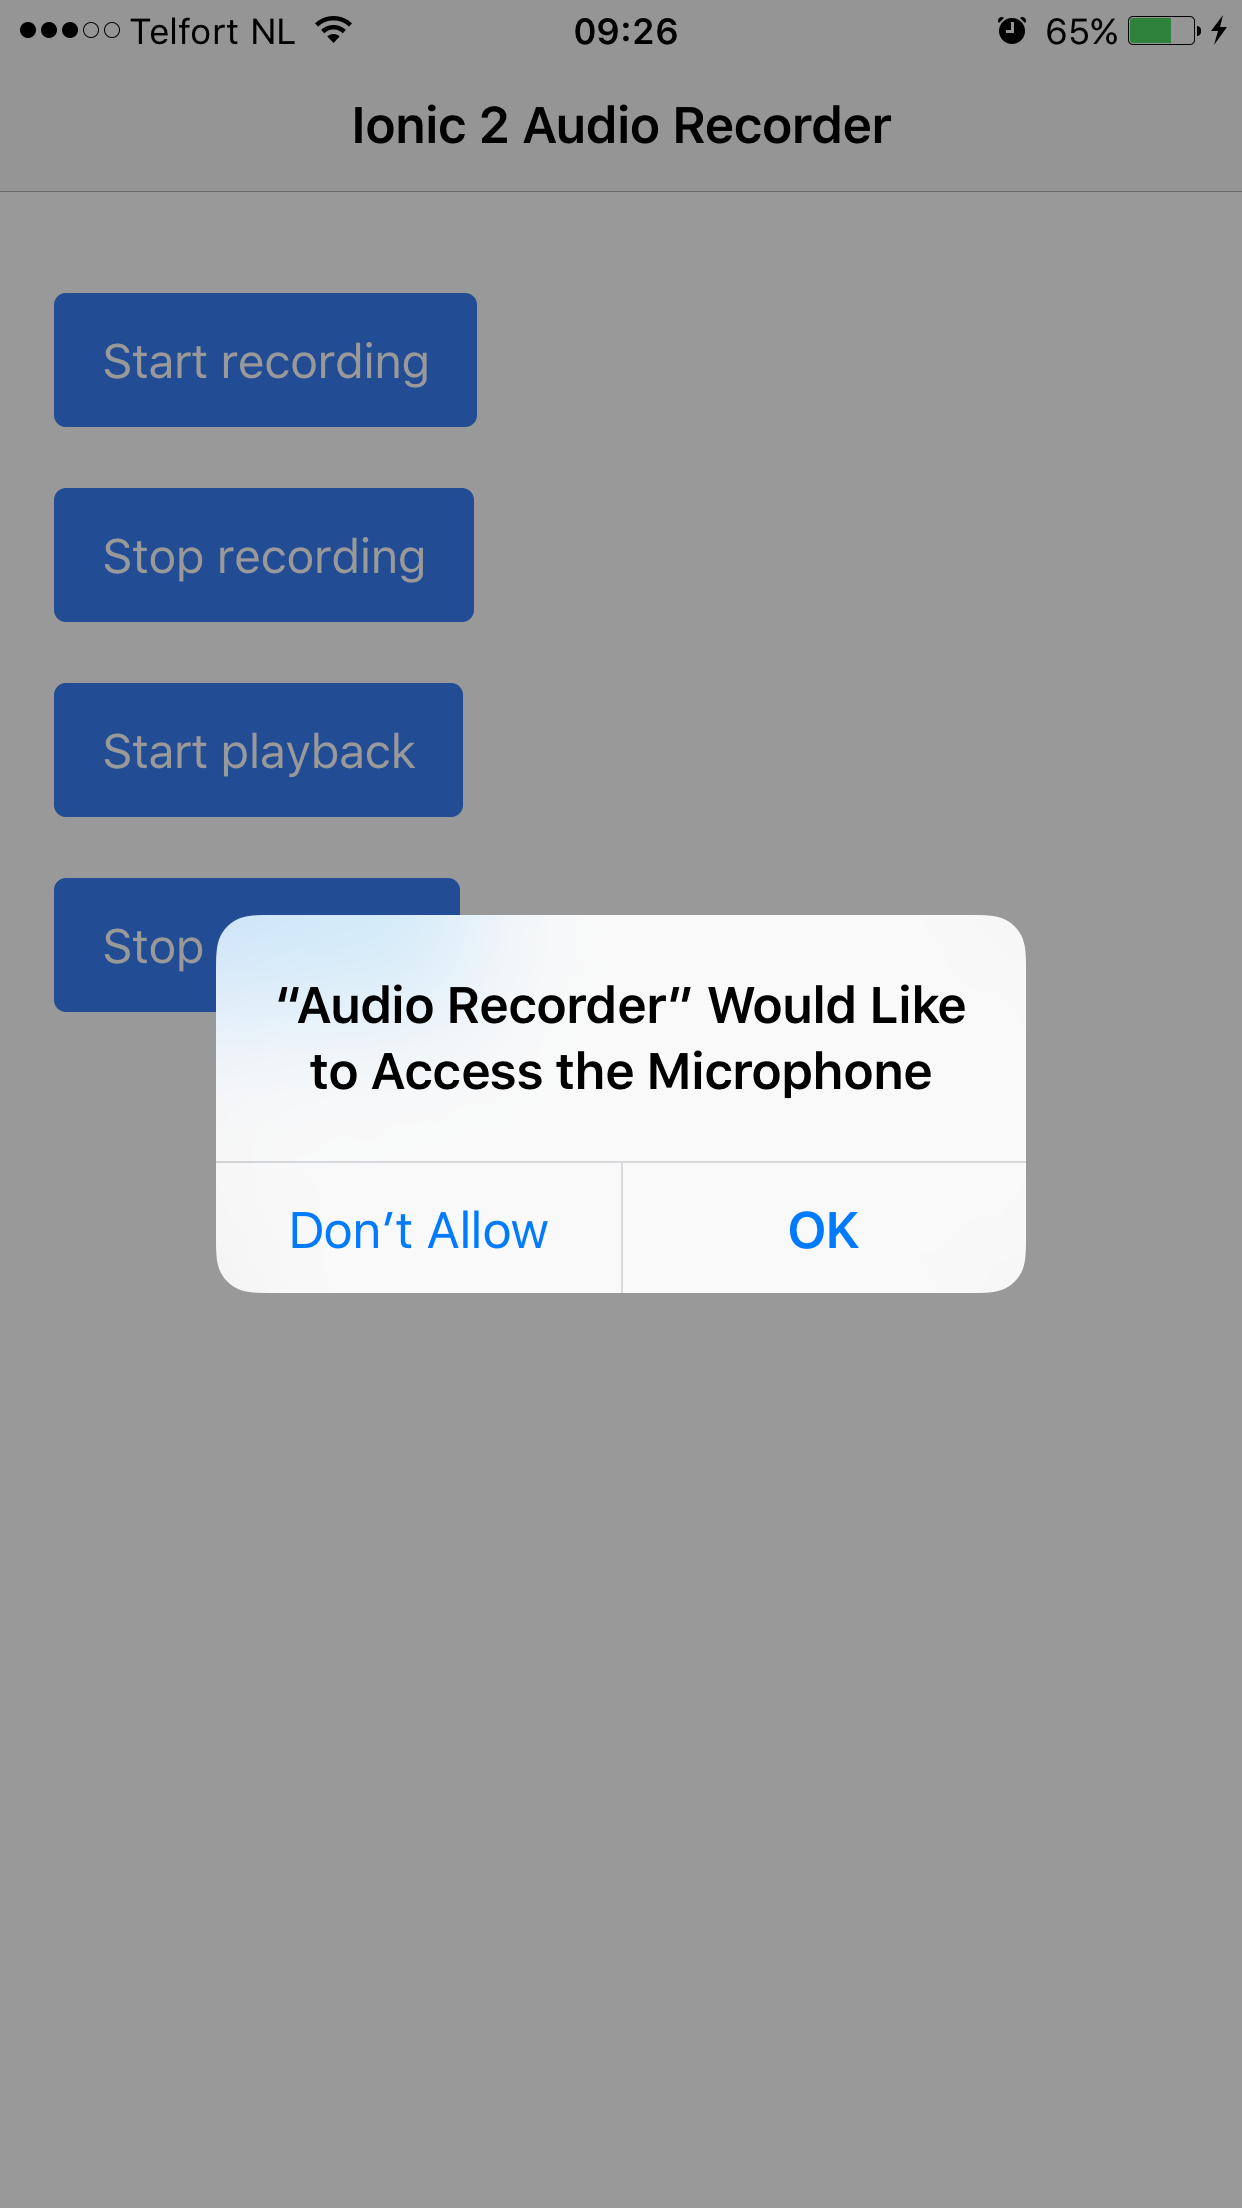 Telfort NL 09:26 65%
Ionic 2 Audio Recorder
Start recording
Stop recording
Start playback
Stop
“Audio Recorder” Would Like
to Access the Microphone
Don’t Allow OK